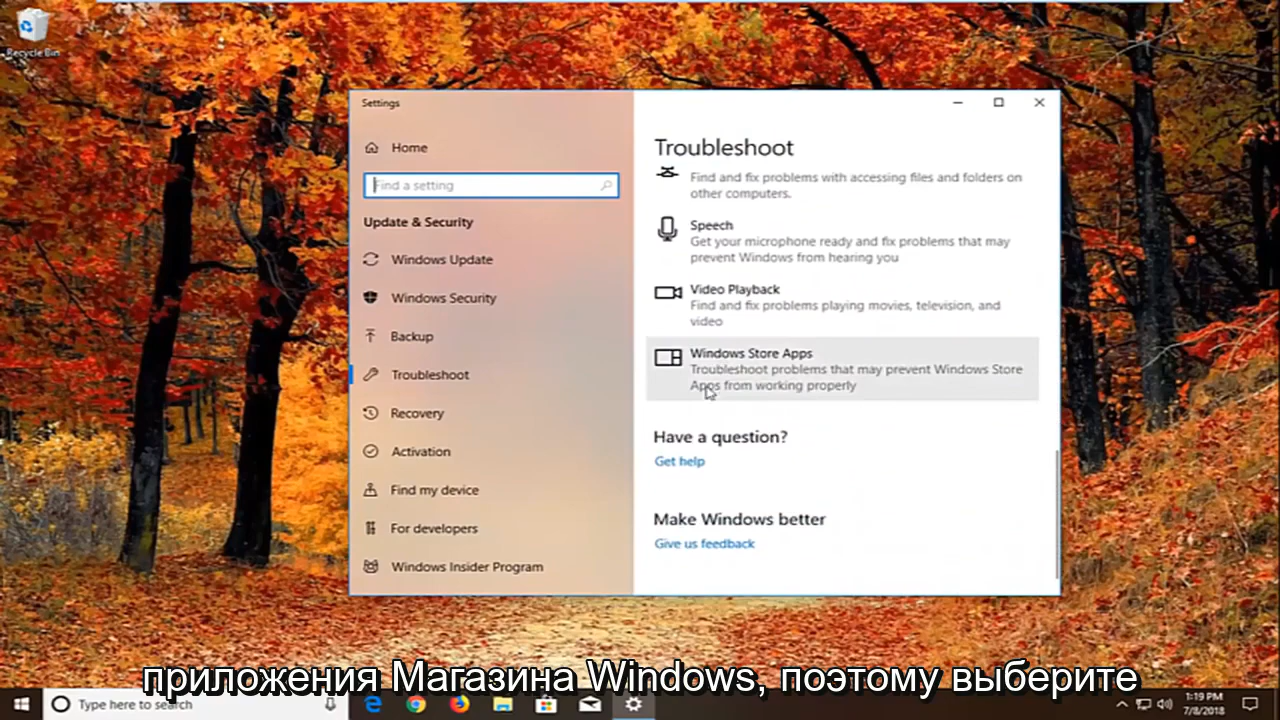 Recycle Bin
Settings
Home
Find a setting
Update & Security
Windows Update
Windows Security
Backup
Troubleshoot
Recovery
Activation
Find my device
For developers
Windows Insider Program
Troubleshoot
Find and fix problems with accessing files and folders on
other computers.
Speech
Get your microphone ready and fix problems that may
prevent Windows from hearing you
Video Playback
Find and fix problems playing movies, television, and
video
Windows Store Apps
Troubleshoot problems that may prevent Windows Store
Apps from working properly
Have a question?
Get help
Make Windows better
Give us feedback
приложения Магазина Windows, поэтому выберите
Type here to search
1:19 PM
7/8/2018